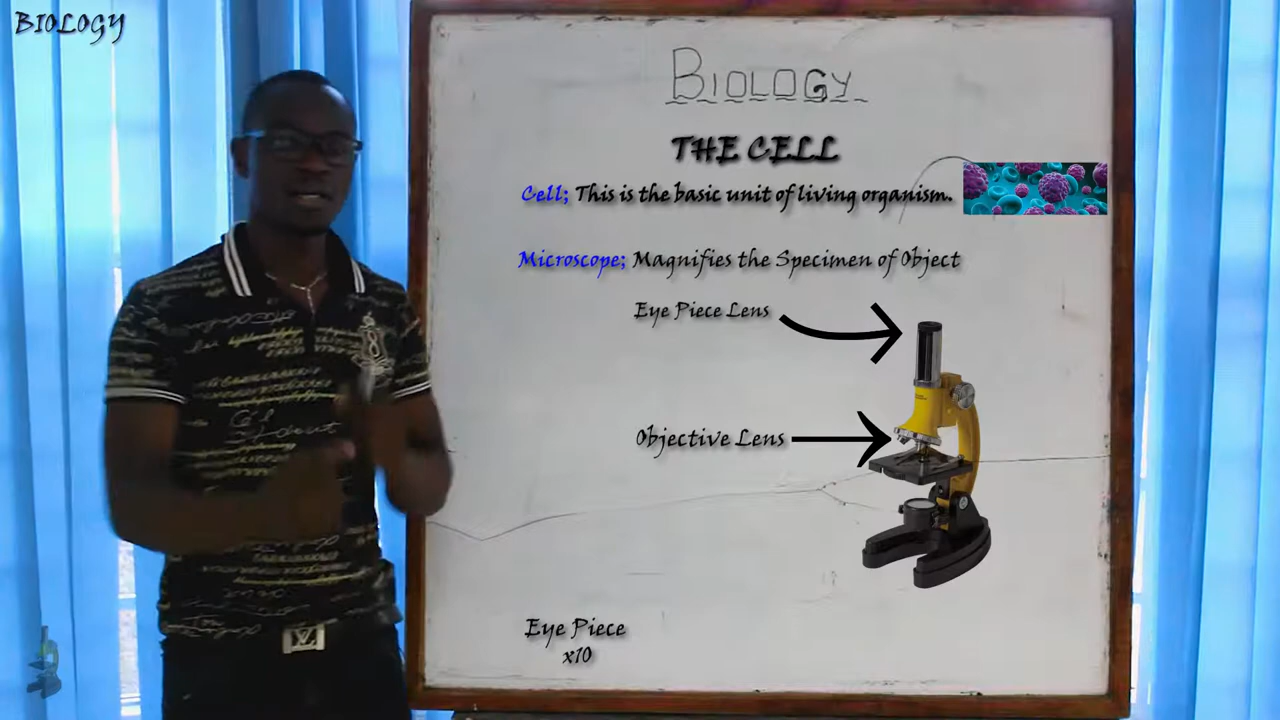 BIOLOGY
BIOLOGY
THE CELL
Cell; This is the basic unit of living organism.
Microscope; Magnifies the Specimen of Object
Eye Piece Lens
Objective Lens
Eye Piece
x10